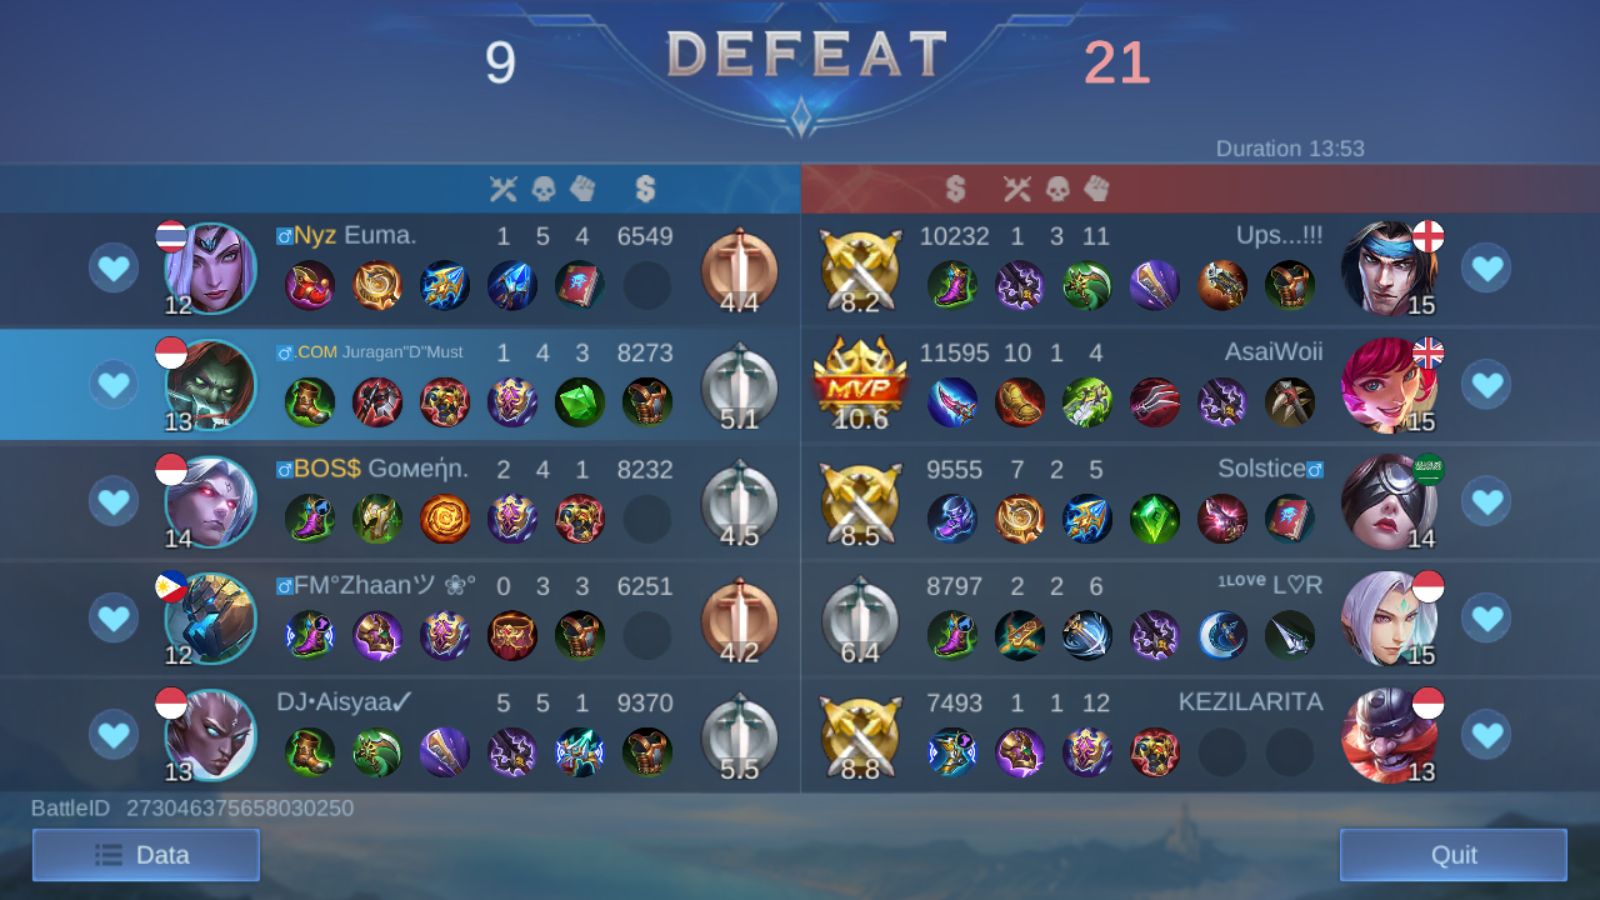 9 DEFEAT 21
Duration 13:53
♂Nyz Euma. 1 5 4 6549
12 4.4
10232 1 3 11 Ups...!!!
8.2 15
♂.COM Juragan"D"Must 1 4 3 8273
13 5.1
11595 10 1 4 AsaiWoii
MVP
10.6 15
♂BOS$ Gᴏᴍeήη. 2 4 1 8232
14 4.5
9555 7 2 5 Solstice♂
8.5 14
♂FM°Zhaanツ ❀° 0 3 3 6251
12 4.2
8797 2 2 6 ¹ᴸᵒᵛᵉ L♡R
6.4 15
DJ•Aisyaa✓ 5 5 1 9370
13 5.5
7493 1 1 12 KEZILARITA
8.8 13
BattleID 273046375658030250
Data
Quit